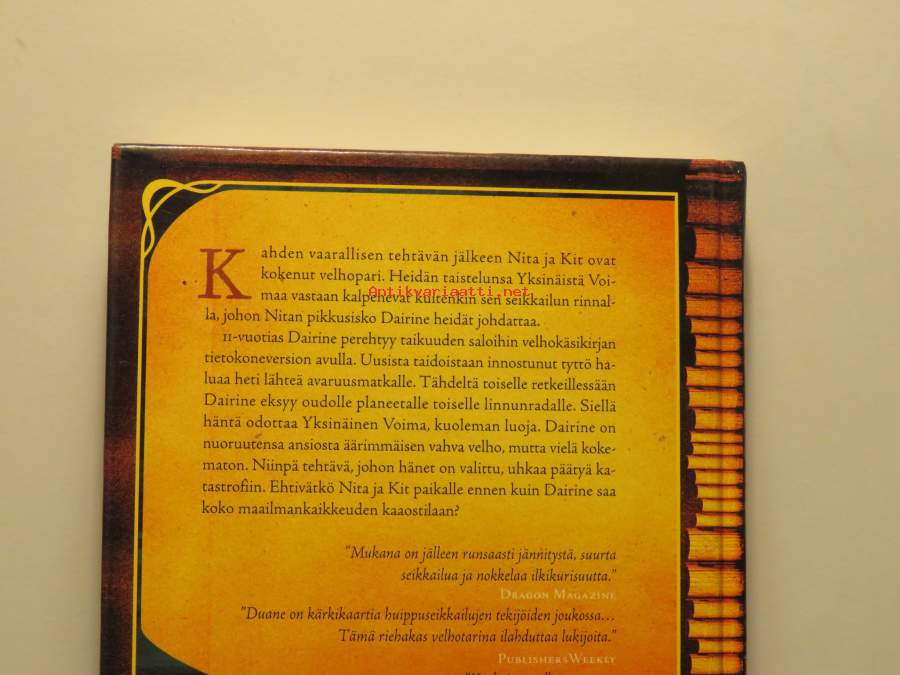 Kahden vaarallisen tehtävän jälkeen Nita ja Kit ovat
kokenut velhopari. Heidän taistelunsa Yksinäistä Voi-
maa vastaan kalpenevat kuitenkin sen seikkailun rinnal-
Antikvariaatti.net
la, johon Nitan pikkusisko Dairine heidät johdattaa.
11-vuotias Dairine perehtyy taikuuden saloihin velhokäsikirjan
tietokoneversion avulla. Uusista taidoistaan innostunut tyttö ha-
luaa heti lähteä avaruusmatkalle. Tähdeltä toiselle retkeillessään
Dairine eksyy oudolle planeetalle toiselle linnunradalle. Siellä
häntä odottaa Yksinäinen Voima, kuoleman luoja. Dairine on
nuoruutensa ansiosta äärimmäisen vahva velho, mutta vielä koke-
maton. Niinpä tehtävä, johon hänet on valittu, uhkaa päätyä ka-
tastrofiin. Ehtivätkö Nita ja Kit paikalle ennen kuin Dairine saa
koko maailmankaikkeuden kaaostilaan?
"Mukana on jälleen runsaasti jännitystä, suurta
seikkailua ja nokkelaa ilkikurisuutta."
Dragon Magazine
"Duane on kärkikaartia huippuseikkailujen tekijöiden joukossa...
Tämä riehakas velhotarina ilahduttaa lukijoita."
Publishers Weekly